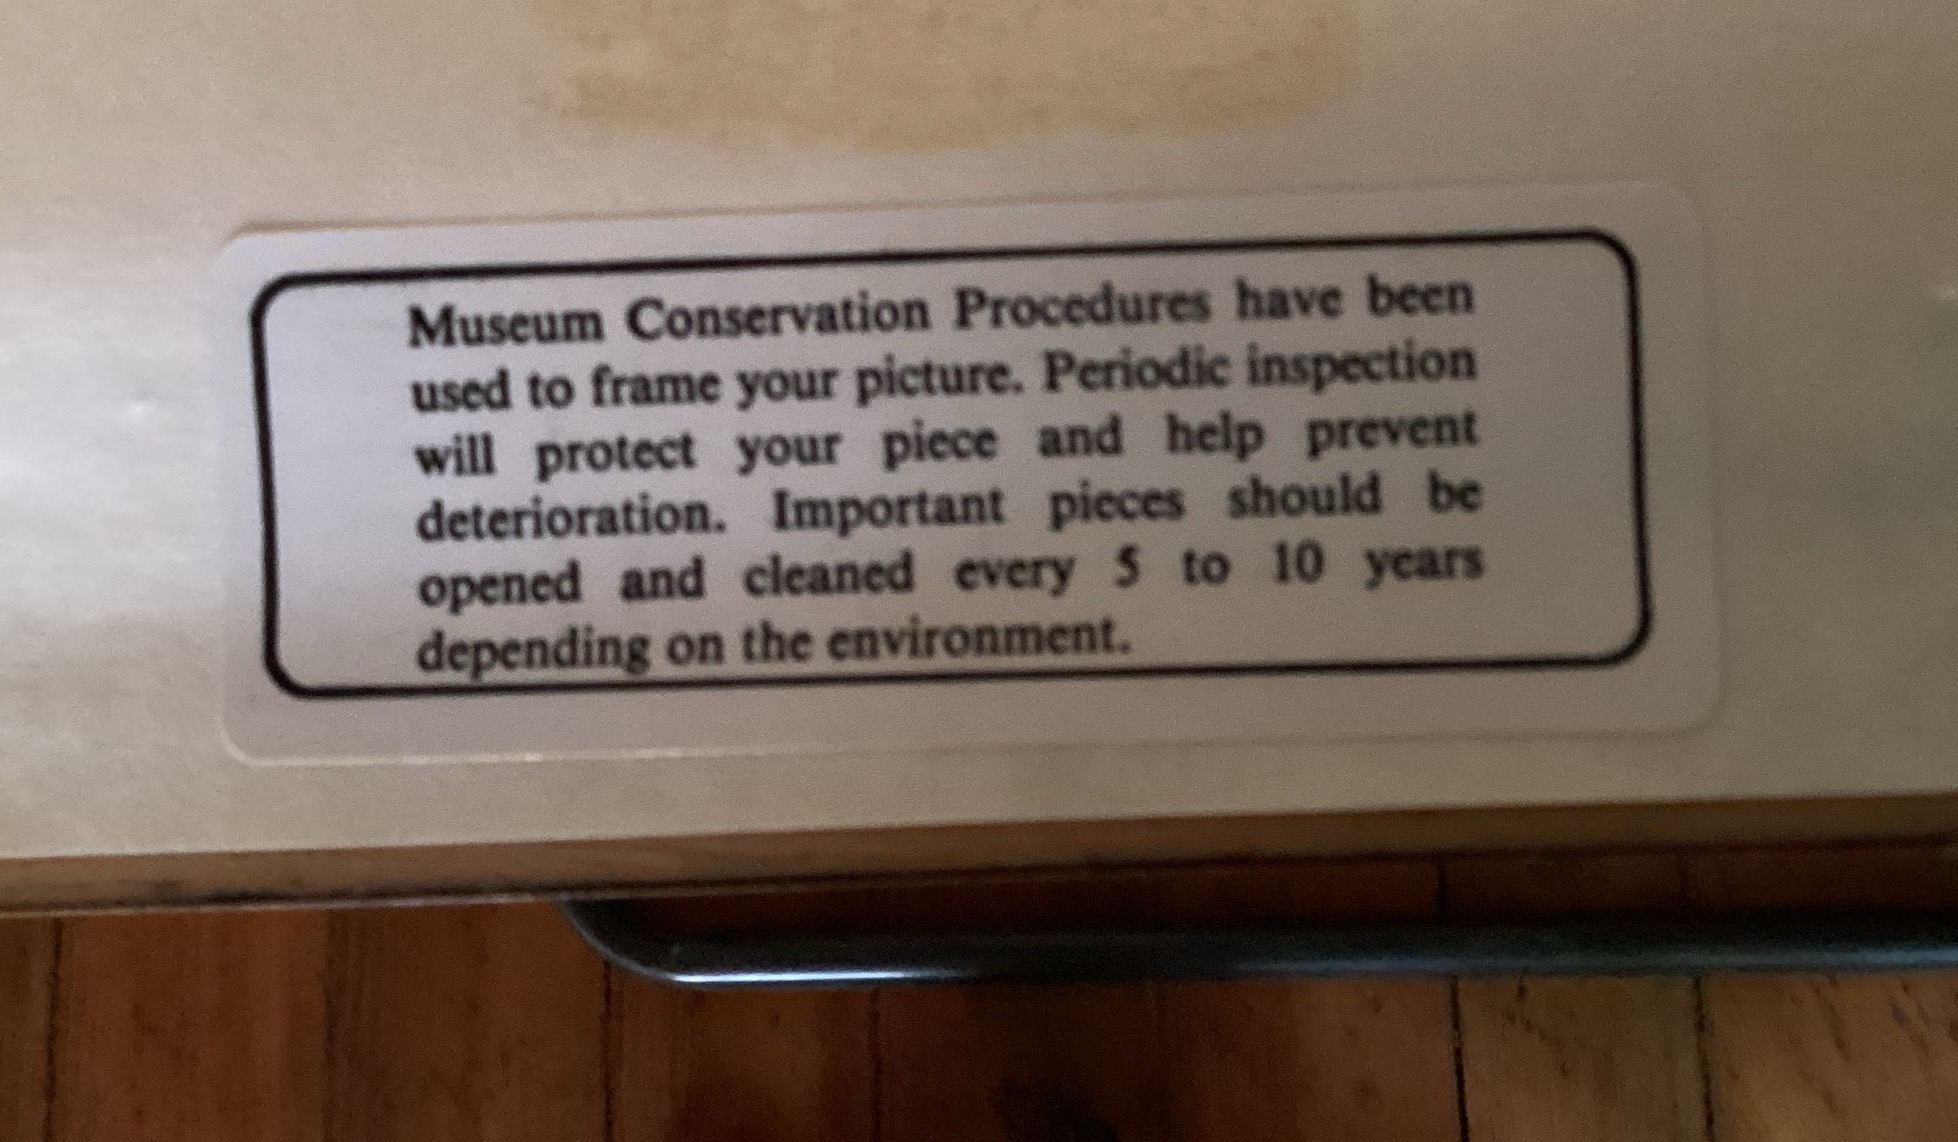 Museum Conservation Procedures have been
used to frame your picture. Periodic inspection
will protect your piece and help prevent
deterioration. Important pieces should be
opened and cleaned every 5 to 10 years
depending on the environment.